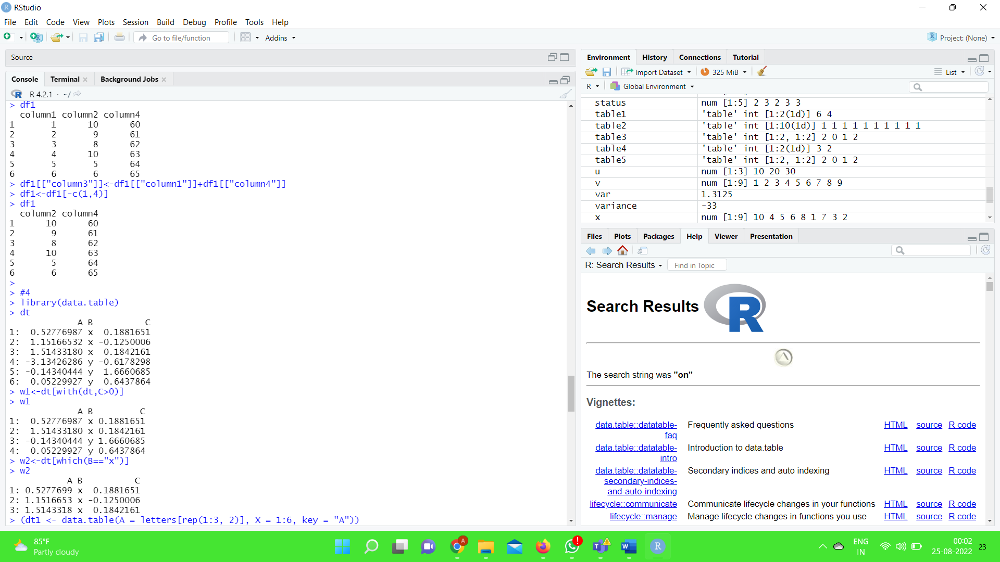 RStudio
File Edit Code View Plots Session Build Debug Profile Tools Help
Go to file/function Addins Project: (None)
Source
Console Terminal Background Jobs
R 4.2.1 · ~/
> df1
  column1 column2 column4
1       1      10      60
2       2       9      61
3       3       8      62
4       4      10      63
5       5       5      64
6       6       6      65
> df1[["column3"]]<-df1[["column1"]]+df1[["column4"]]
> df1<-df1[-c(1,4)]
> df1
  column2 column4
1      10      60
2       9      61
3       8      62
4      10      63
5       5      64
6       6      65
>
> #4
> library(data.table)
> dt
             A B          C
1:  0.52776987 x  0.1881651
2:  1.15166532 x -0.1250006
3:  1.51433180 x  0.1842161
4: -3.13426286 y -0.6178298
5: -0.14340444 y  1.6660685
6:  0.05229927 y  0.6437864
> w1<-dt[with(dt,C>0)]
> w1
             A B         C
1:  0.52776987 x 0.1881651
2:  1.51433180 x 0.1842161
3: -0.14340444 y 1.6660685
4:  0.05229927 y 0.6437864
> w2<-dt[which(B=="x")]
> w2
           A B          C
1: 0.5277699 x  0.1881651
2: 1.1516653 x -0.1250006
3: 1.5143318 x  0.1842161
> (dt1 <- data.table(A = letters[rep(1:3, 2)], X = 1:6, key = "A"))
Environment History Connections Tutorial
Import Dataset 325 MiB List
R Global Environment
status num [1:5] 2 3 2 3 3
table1 'table' int [1:2(1d)] 6 4
table2 'table' int [1:10(1d)] 1 1 1 1 1 1 1 1 1 1
table3 'table' int [1:2, 1:2] 2 0 1 2
table4 'table' int [1:2(1d)] 3 2
table5 'table' int [1:2, 1:2] 2 0 1 2
u num [1:3] 10 20 30
v num [1:9] 1 2 3 4 5 6 7 8 9
var 1.3125
variance -33
x num [1:9] 10 4 5 6 8 1 7 3 2
Files Plots Packages Help Viewer Presentation
R: Search Results Find in Topic
Search Results R
The search string was "on"
Vignettes:
data.table::datatable- Frequently asked questions HTML source R code
faq
data.table::datatable- Introduction to data.table HTML source R code
intro
data.table::datatable- Secondary indices and auto indexing HTML source R code
secondary-indices-
and-auto-indexing
lifecycle::communicate Communicate lifecycle changes in your functions HTML source R code
lifecycle::manage Manage lifecycle changes in functions you use HTML source R code
85°F
Partly cloudy
ENG
IN
00:02
25-08-2022
23